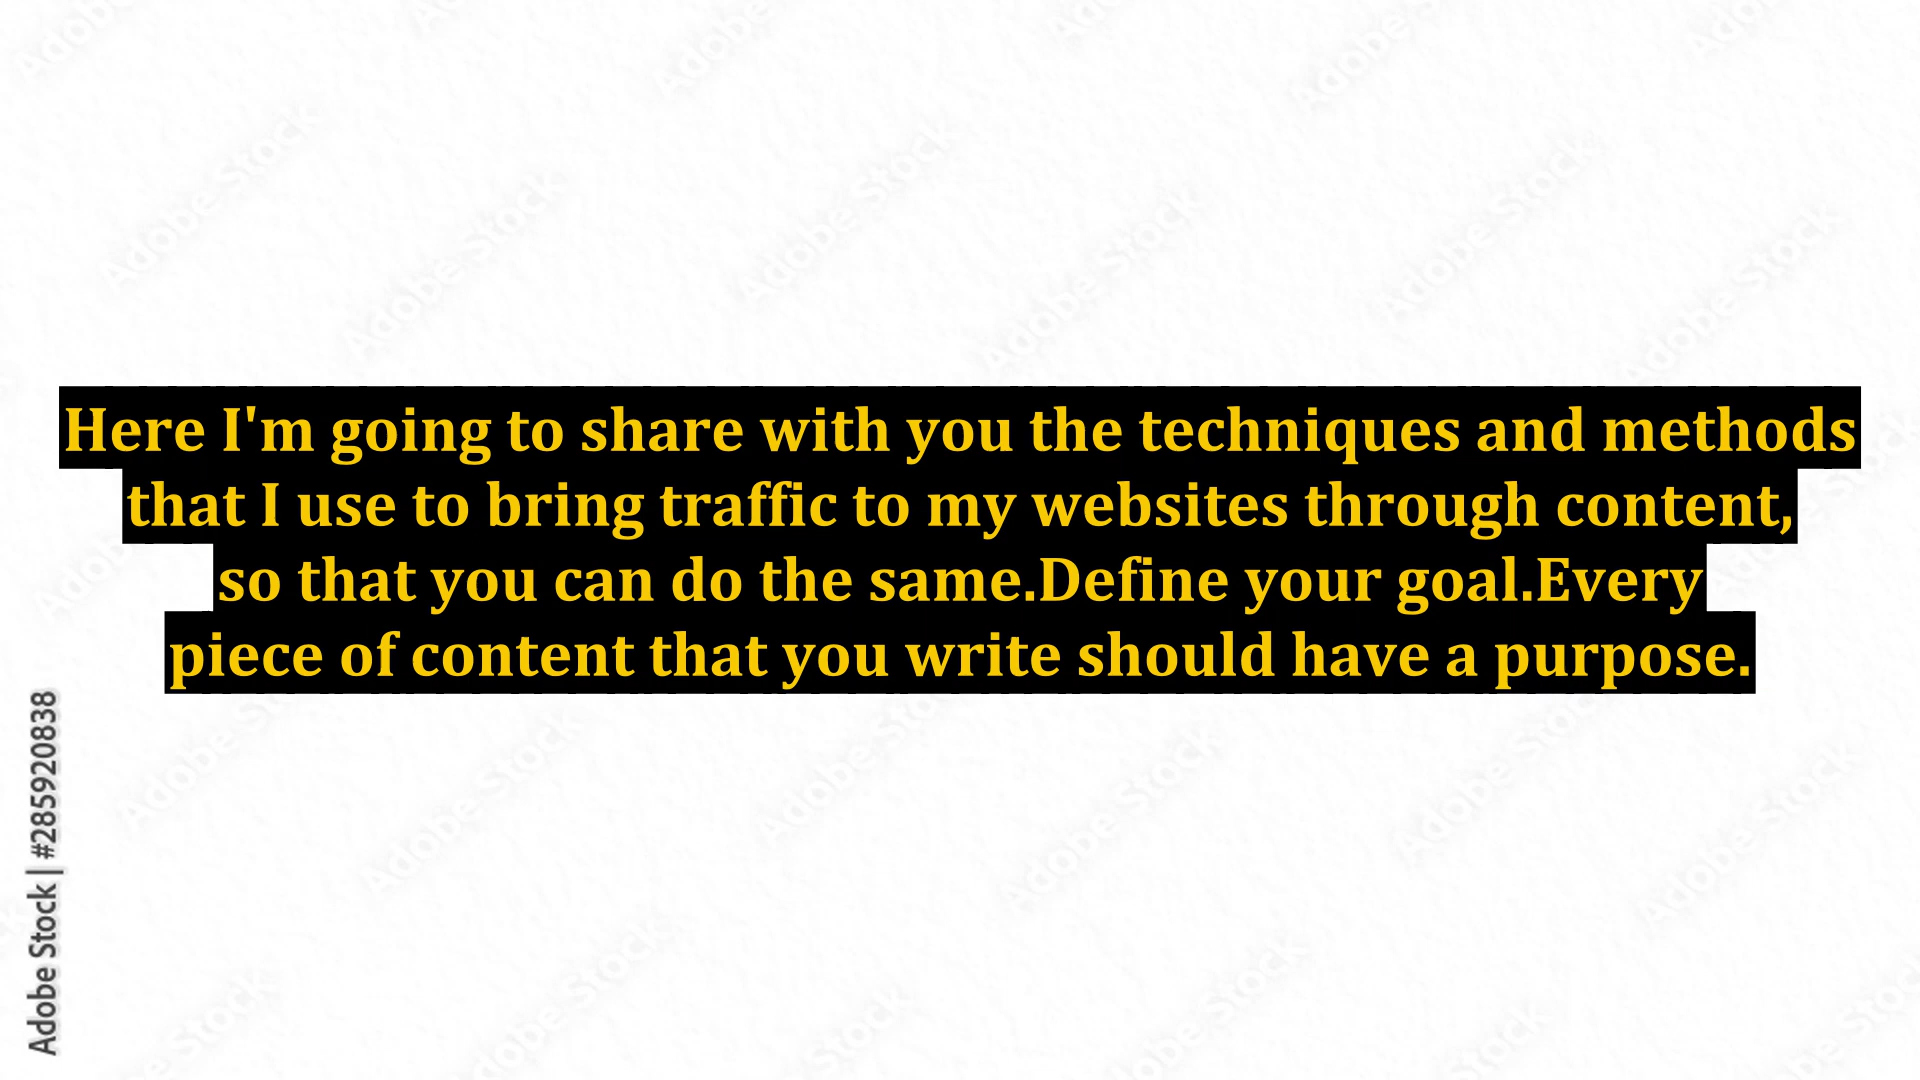 Here I'm going to share with you the techniques and methods
that I use to bring traffic to my websites through content,
so that you can do the same.Define your goal.Every
piece of content that you write should have a purpose.
Adobe Stock | #285920838